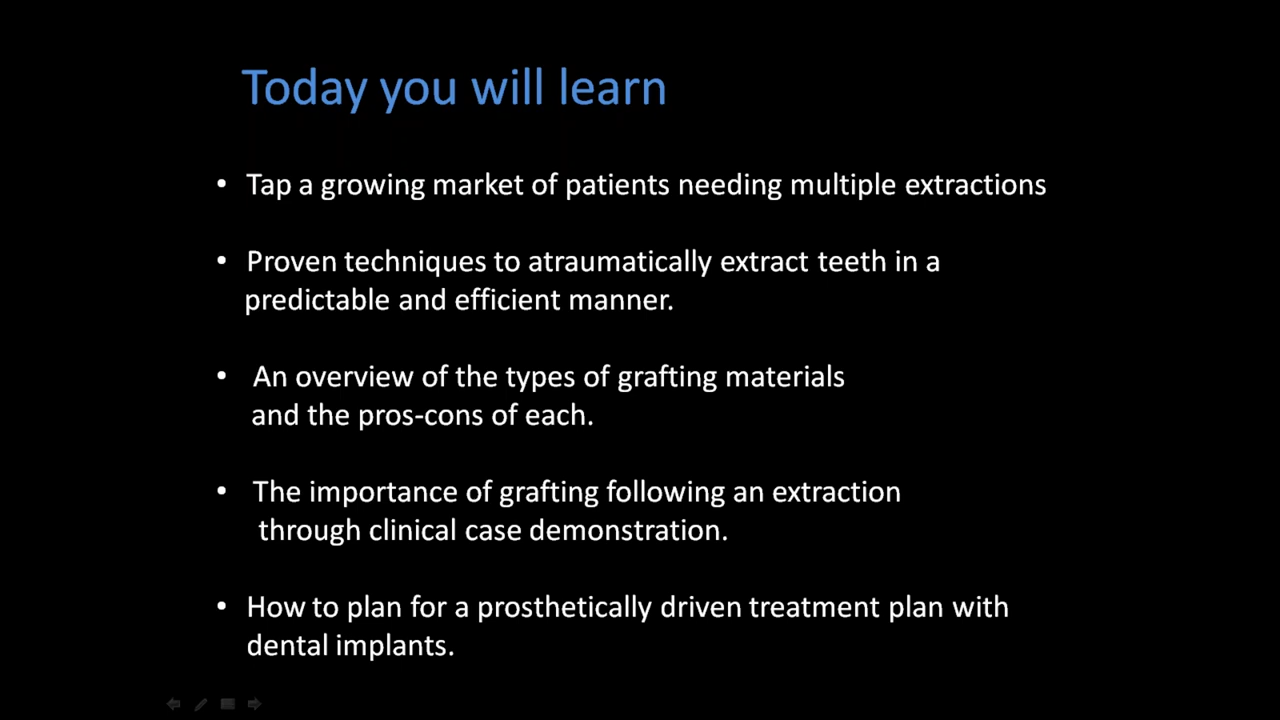 Today you will learn
• Tap a growing market of patients needing multiple extractions
• Proven techniques to atraumatically extract teeth in a
predictable and efficient manner.
• An overview of the types of grafting materials
and the pros-cons of each.
• The importance of grafting following an extraction
through clinical case demonstration.
• How to plan for a prosthetically driven treatment plan with
dental implants.